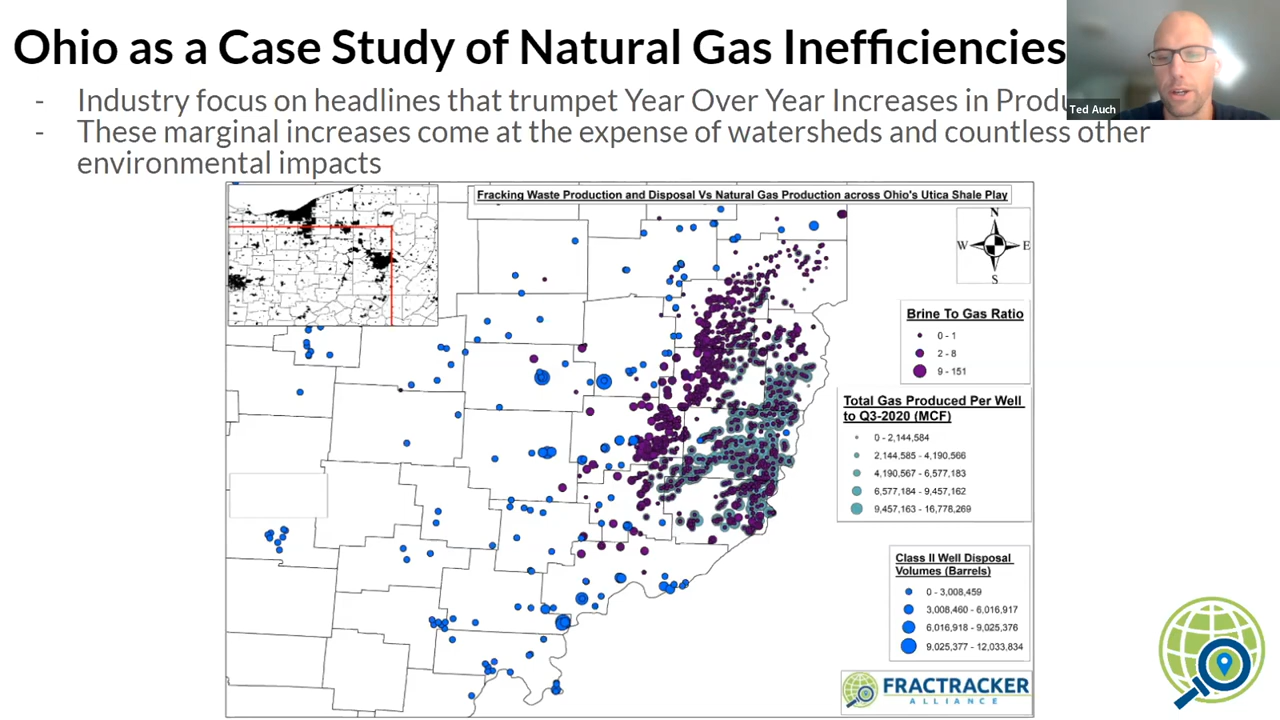 Ohio as a Case Study of Natural Gas Inefficiencies
- Industry focus on headlines that trumpet Year Over Year Increases in
Ted Auch
- These marginal increases come at the expense of watersheds and countless other
environmental impacts
Fracking Waste Production and Disposal Vs Natural Gas Production across Ohio's Utica Shale Play
N
W E
S
Brine To Gas Ratio
0 - 1
2 - 8
9 - 151
Total Gas Produced Per Well
to Q3-2020 (MCF)
0 - 2,144,584
2,144,585 - 4,190,566
4,190,567 - 6,577,183
6,577,184 - 9,457,162
9,457,163 - 16,778,269
Class II Well Disposal
Volumes (Barrels)
0 - 3,008,459
3,008,460 - 6,016,917
6,016,918 - 9,025,376
9,025,377 - 12,033,834
FRACTRACKER
ALLIANCE